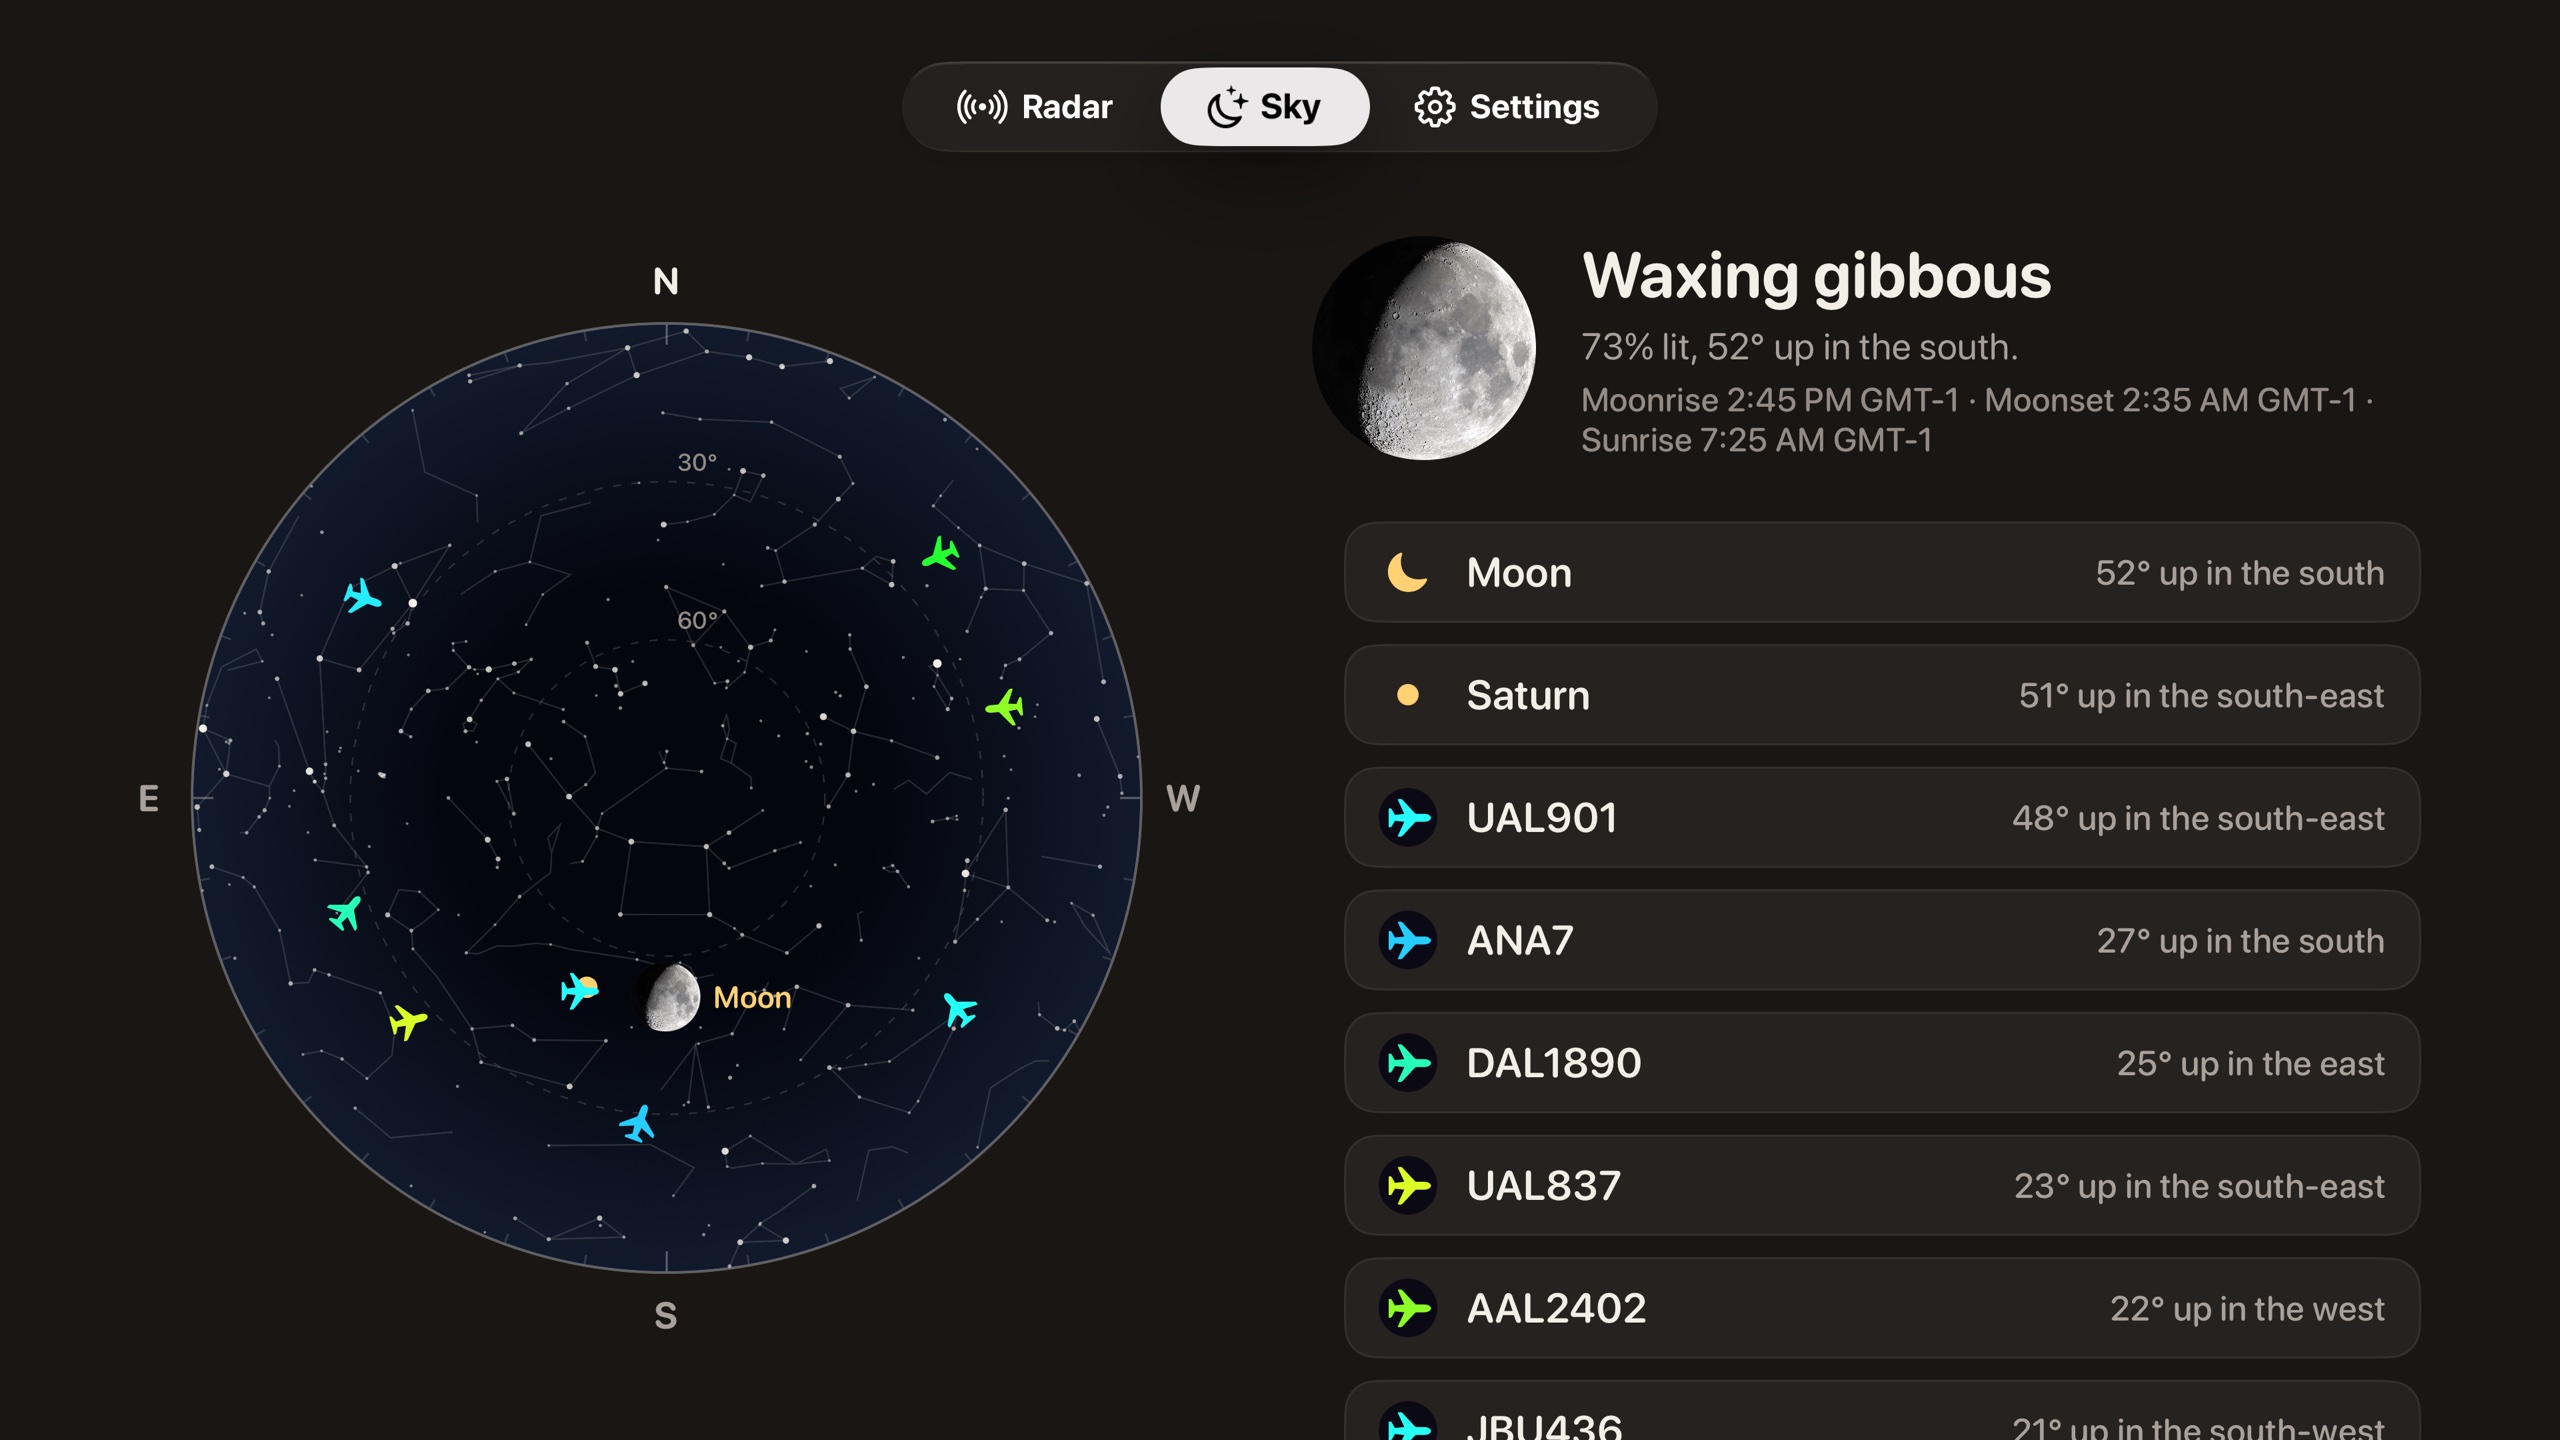 Radar
Sky
Settings
N
30°
60°
E
W
Moon
S
Waxing gibbous
73% lit, 52° up in the south.
Moonrise 2:45 PM GMT-1 · Moonset 2:35 AM GMT-1 ·
Sunrise 7:25 AM GMT-1
Moon 52° up in the south
Saturn 51° up in the south-east
UAL901 48° up in the south-east
ANA7 27° up in the south
DAL1890 25° up in the east
UAL837 23° up in the south-east
AAL2402 22° up in the west
JBU436 21° up in the south-west